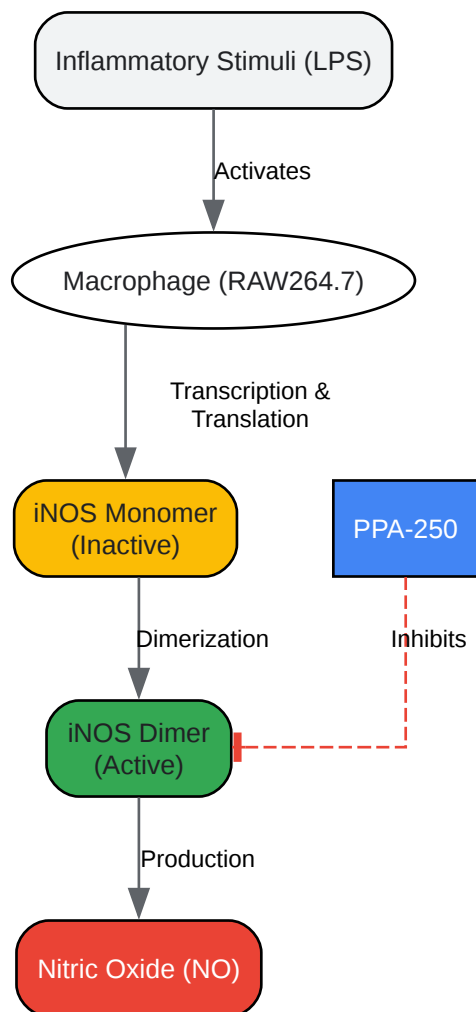 Inflammatory Stimuli (LPS)
Activates
Macrophage (RAW264.7)
Transcription &
Translation
iNOS Monomer
(Inactive)
PPA-250
Dimerization
Inhibits
iNOS Dimer
(Active)
Production
Nitric Oxide (NO)